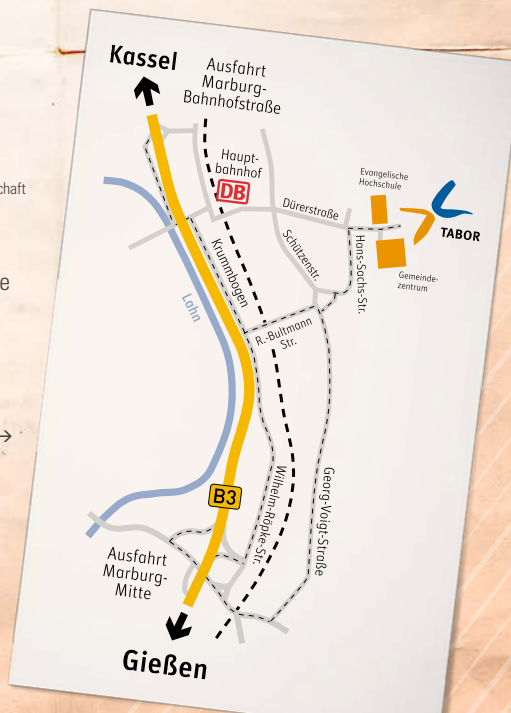 Kassel
Ausfahrt
Marburg-
Bahnhofstraße
Haupt-
bahnhof
DB
Evangelische
Hochschule
TABOR
Dürerstraße
Schützenstr.
Hans-Sachs-Str.
Gemeinde-
zentrum
Krummbogen
Lahn
R.-Bultmann
Str.
B3
Wilhelm-Röpke-Str.
Georg-Voigt-Straße
Ausfahrt
Marburg-
Mitte
Gießen
chaft
e
→